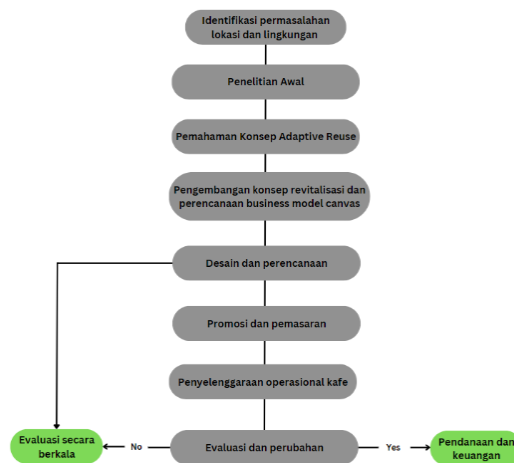 Identifikasi permasalahan
lokasi dan lingkungan
Penelitian Awal
Pemahaman Konsep Adaptive Reuse
Pengembangan konsep revitalisasi dan
perencanaan business model canvas
Desain dan perencanaan
Promosi dan pemasaran
Penyelenggaraan operasional kafe
Evaluasi secara
berkala
No
Evaluasi dan perubahan
Yes
Pendanaan dan
keuangan